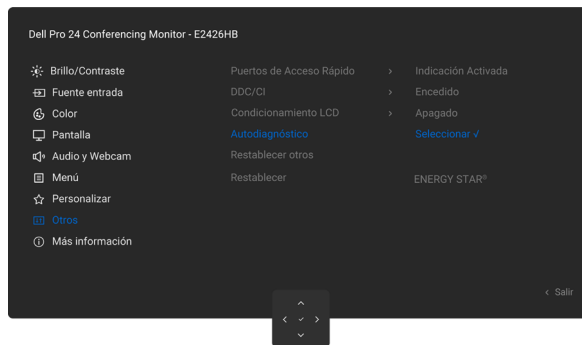 Dell Pro 24 Conferencing Monitor - E2426HB
Brillo/Contraste
Puertos de Acceso Rápido > Indicación Activada
Fuente entrada
DDC/CI > Encedido
Color
Condicionamiento LCD > Apagado
Pantalla
Autodiagnóstico Seleccionar √
Audio y Webcam
Restablecer otros
Menú
Restablecer ENERGY STAR®
Personalizar
Otros
Más información
< Salir